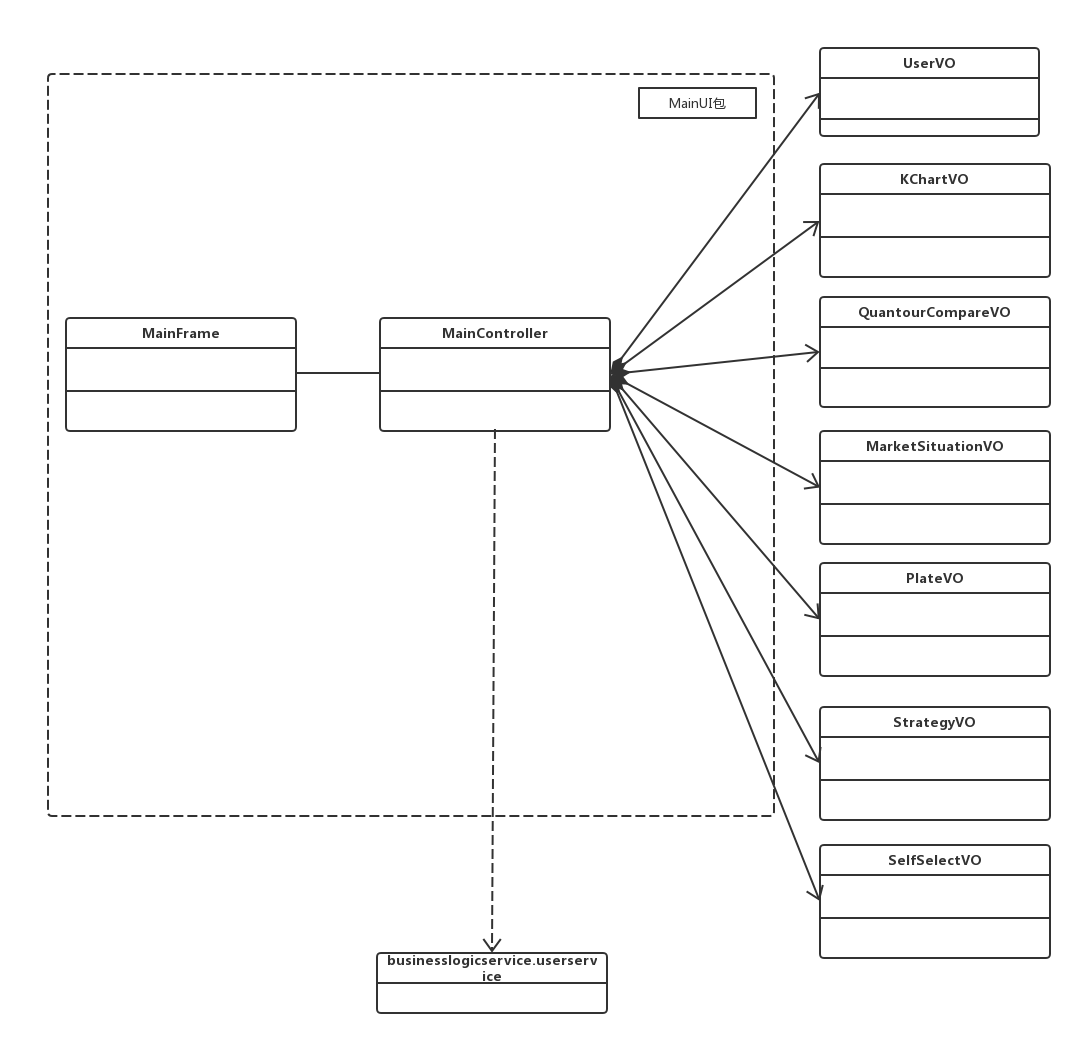 UserVO
MainUI包
KChartVO
QuantourCompareVO
MainFrame
MainController
MarketSituationVO
PlateVO
StrategyVO
SelfSelectVO
businesslogicservice.userserv
ice